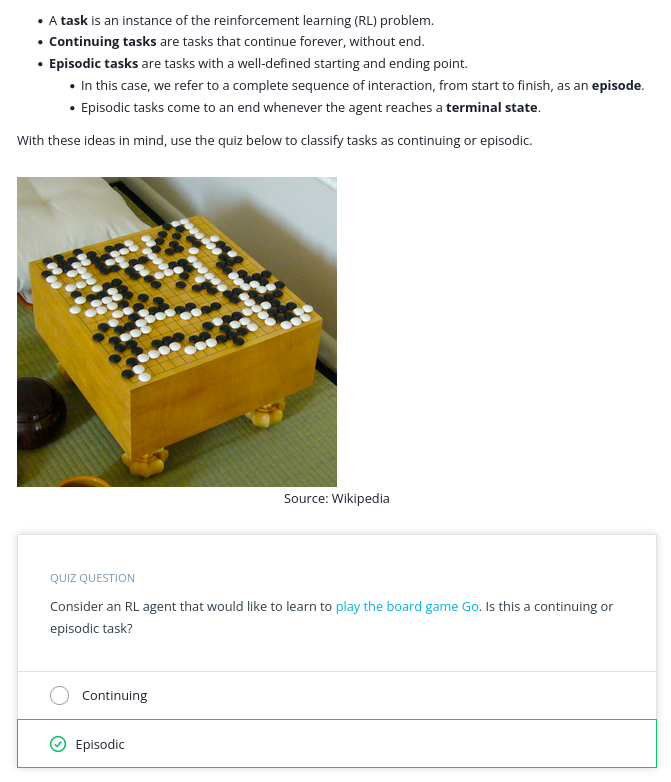 A task is an instance of the reinforcement learning (RL) problem.
Continuing tasks are tasks that continue forever, without end.
Episodic tasks are tasks with a well-defined starting and ending point.
In this case, we refer to a complete sequence of interaction, from start to finish, as an episode.
Episodic tasks come to an end whenever the agent reaches a terminal state.
With these ideas in mind, use the quiz below to classify tasks as continuing or episodic.
Source: Wikipedia
QUIZ QUESTION
Consider an RL agent that would like to learn to play the board game Go. Is this a continuing or
episodic task?
Continuing
Episodic